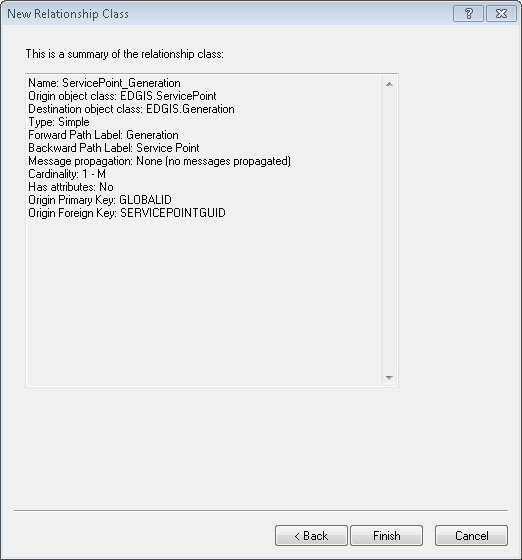 New Relationship Class
This is a summary of the relationship class:
Name: ServicePoint_Generation
Origin object class: EDGIS.ServicePoint
Destination object class: EDGIS.Generation
Type: Simple
Forward Path Label: Generation
Backward Path Label: Service Point
Message propagation: None (no messages propagated)
Cardinality: 1 - M
Has attributes: No
Origin Primary Key: GLOBALID
Origin Foreign Key: SERVICEPOINTGUID
< Back Finish Cancel